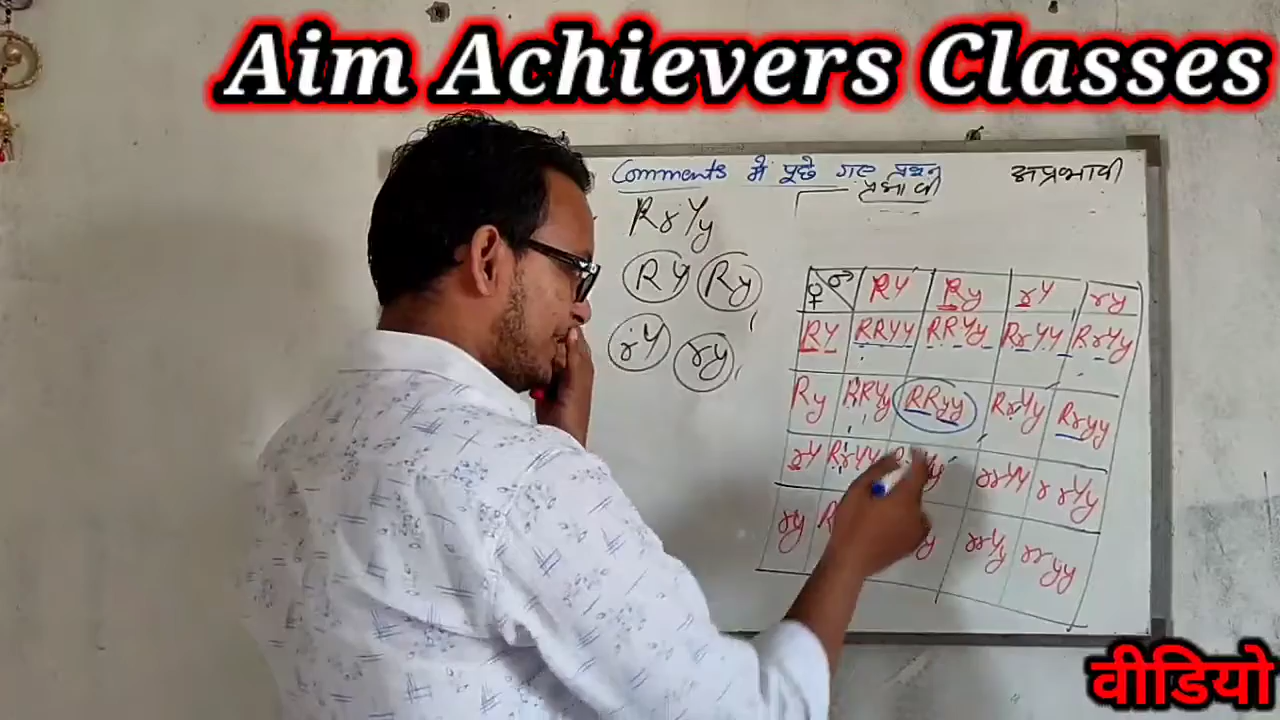 Aim Achievers Classes
Comments में पूछे गए प्रश्न
प्रभावी
अप्रभावी
RrYy
RY Ry
rY ry
♀ ♂ RY Ry rY ry
RY RRYY RRYy RrYY RrYy
Ry RRYy RRyy RrYy Rryy
rY RrYY rrYY rrYy
ry rrYy rryy
वीडियो